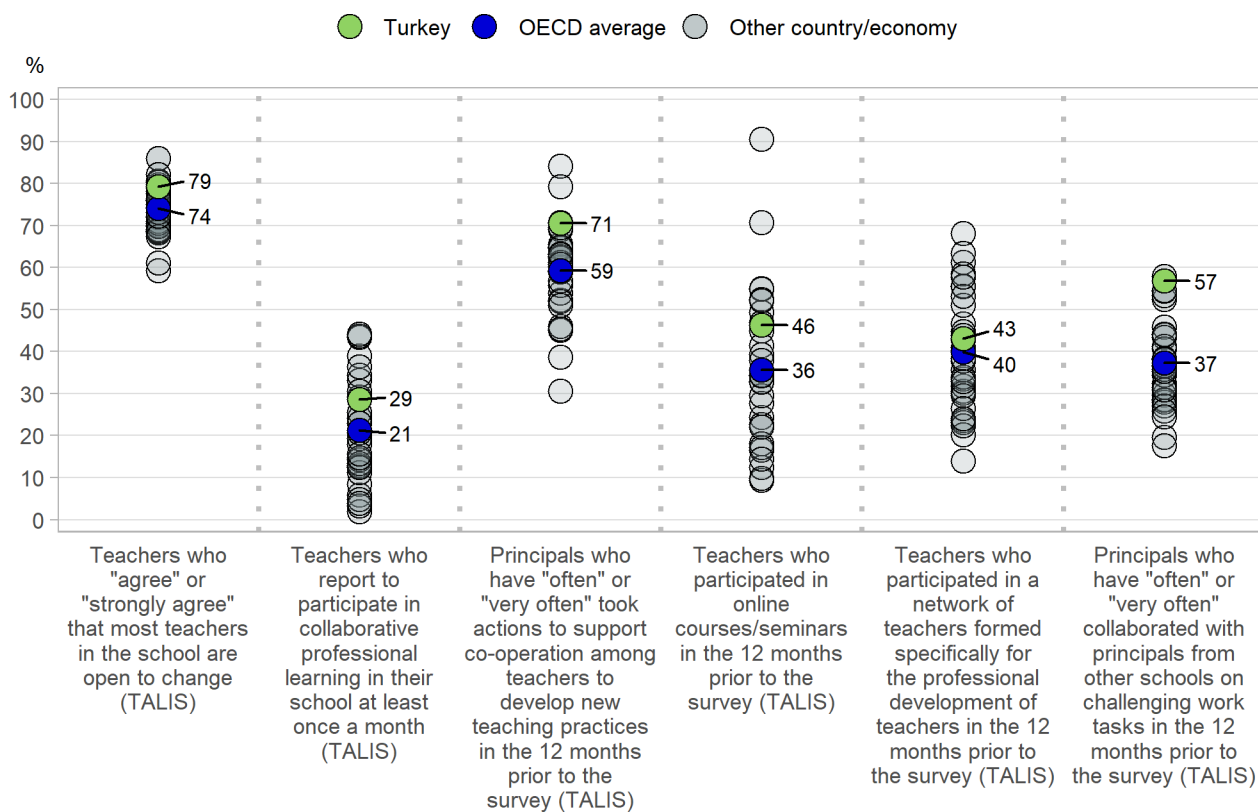 Turkey OECD average Other country/economy
%
100
90
80
70
60
50
40
30
20
10
0
79
74
29
21
71
59
46
36
43
40
57
37
Teachers who
"agree" or
"strongly agree"
that most teachers
in the school are
open to change
(TALIS)
Teachers who
report to
participate in
collaborative
professional
learning in their
school at least
once a month
(TALIS)
Principals who
have "often" or
"very often" took
actions to support
co-operation among
teachers to
develop new
teaching practices
in the 12 months
prior to the
survey (TALIS)
Teachers who
participated in
online
courses/seminars
in the 12 months
prior to the
survey (TALIS)
Teachers who
participated in a
network of
teachers formed
specifically for
the professional
development of
teachers in the 12
months prior to
the survey (TALIS)
Principals who
have "often" or
"very often"
collaborated with
principals from
other schools on
challenging work
tasks in the 12
months prior to
the survey (TALIS)